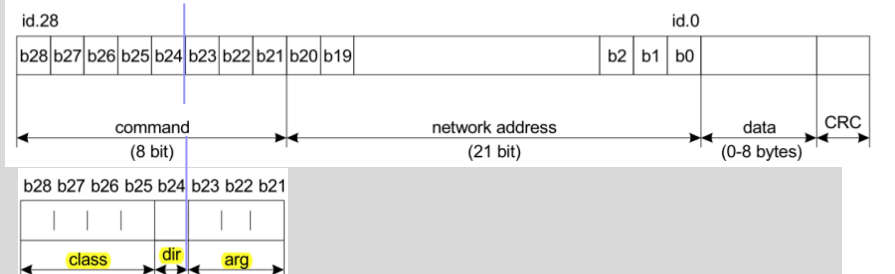 id.28 id.0
b28 b27 b26 b25 b24 b23 b22 b21 b20 b19 b2 b1 b0
command network address data CRC
(8 bit) (21 bit) (0-8 bytes)
b28 b27 b26 b25 b24 b23 b22 b21
class dir arg